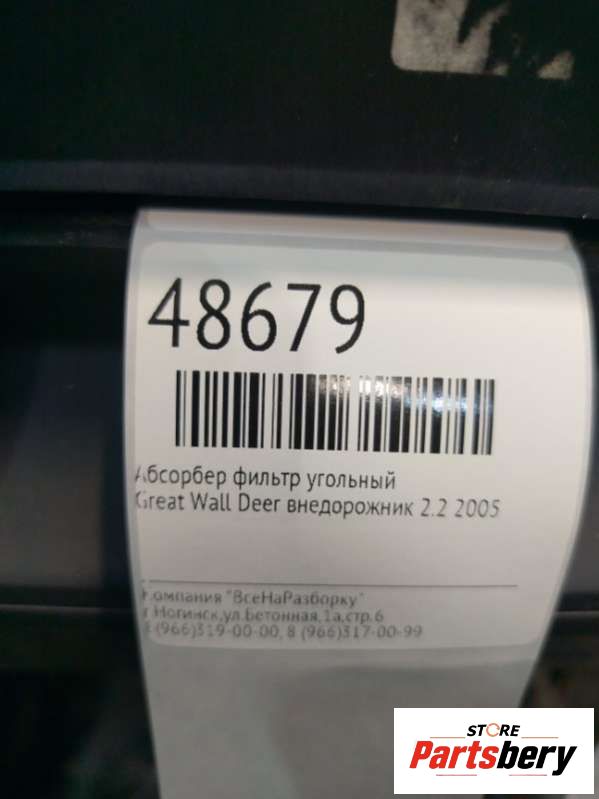 48679
Абсорбер фильтр угольный
Great Wall Deer внедорожник 2.2 2005
Компания "ВсеНаРазборку"
г.Ногинск,ул.Бетонная,1а,стр.6
8 (966)319-00-00, 8 (966)317-00-99
STORE
Partsbery